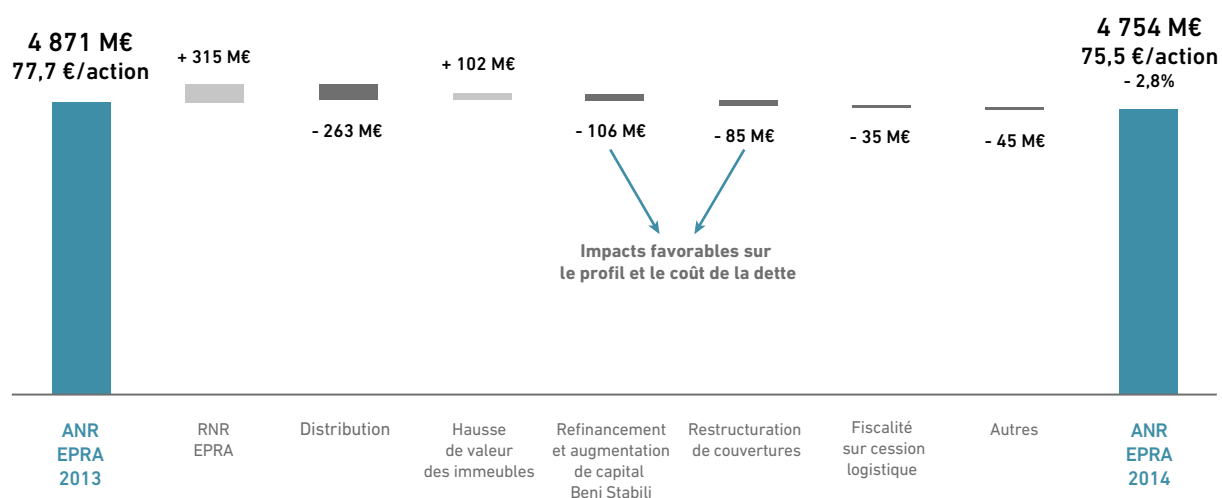 4 871 M€
77,7 €/action
+ 315 M€
- 263 M€
+ 102 M€
- 106 M€
- 85 M€
- 35 M€
- 45 M€
4 754 M€
75,5 €/action
- 2,8%
Impacts favorables sur
le profil et le coût de la dette
ANR
EPRA
2013
RNR
EPRA
Distribution
Hausse
de valeur
des immeubles
Refinancement
et augmentation
de capital
Beni Stabili
Restructuration
de couvertures
Fiscalité
sur cession
logistique
Autres
ANR
EPRA
2014